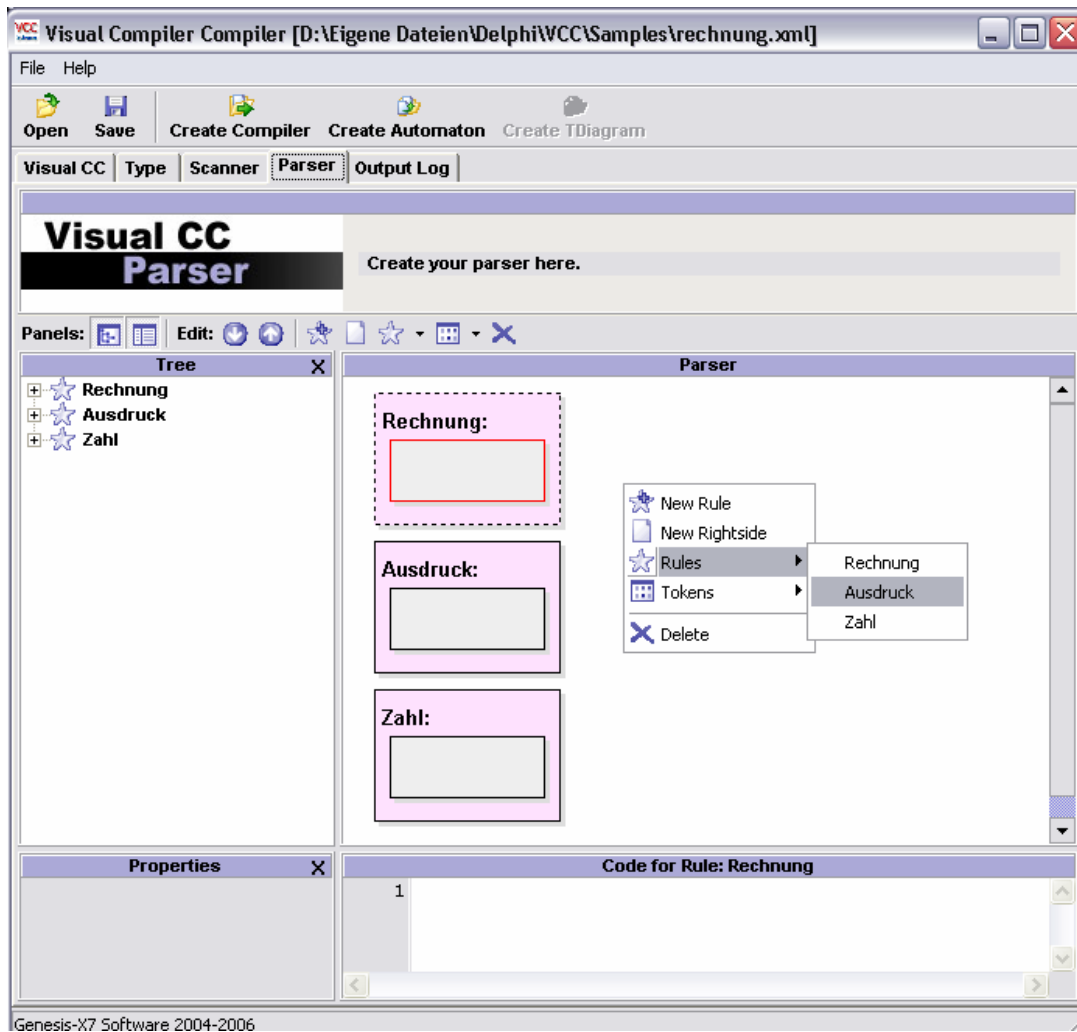 VCC
Visual Compiler Compiler [D:\Eigene Dateien\Delphi\VCC\Samples\rechnung.xml]
File Help
Open Save Create Compiler Create Automaton Create TDiagram
Visual CC Type Scanner Parser Output Log
Visual CC
Parser
Create your parser here.
Panels: Edit:
Tree X
Rechnung
Ausdruck
Zahl
Parser
Rechnung:
Ausdruck:
Zahl:
New Rule
New Rightside
Rules
Tokens
Delete
Rechnung
Ausdruck
Zahl
Properties X
Code for Rule: Rechnung
1
Genesis-X7 Software 2004-2006